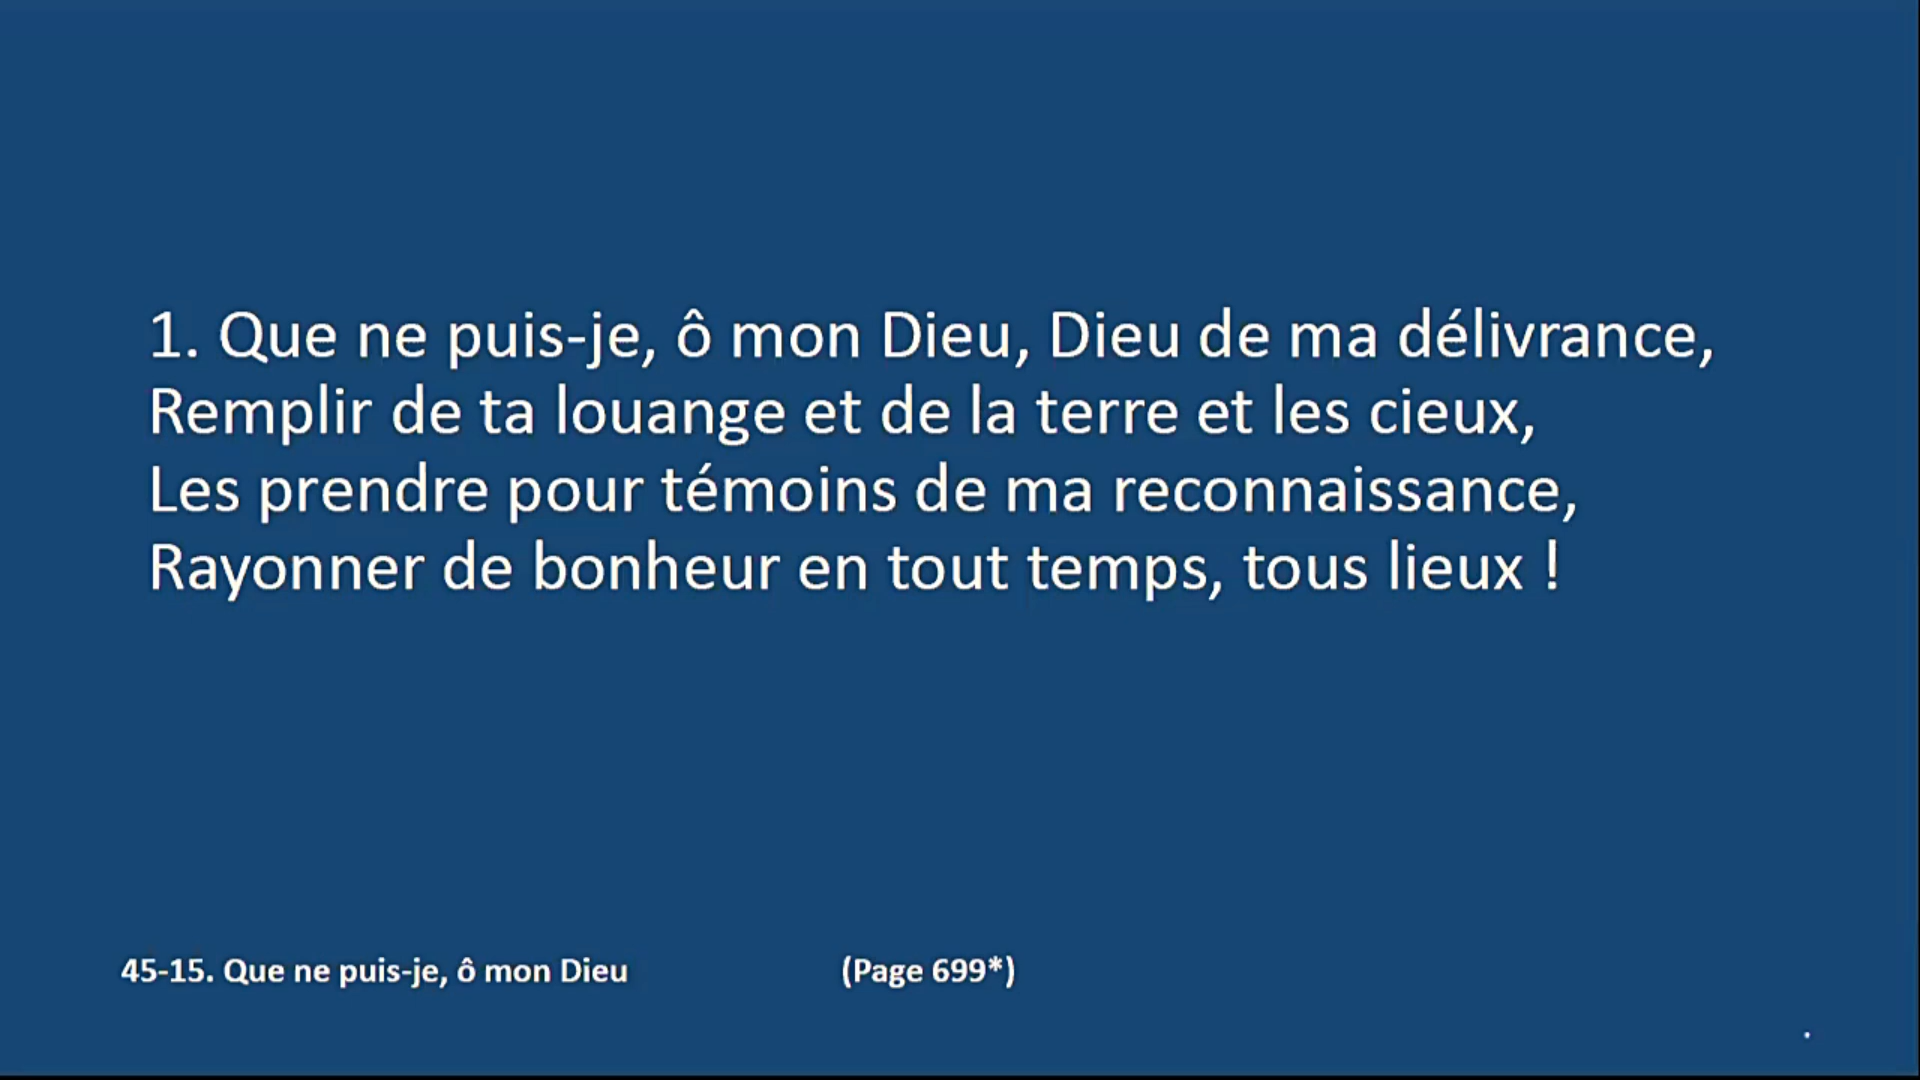 1. Que ne puis-je, ô mon Dieu, Dieu de ma délivrance,
Remplir de ta louange et de la terre et les cieux,
Les prendre pour témoins de ma reconnaissance,
Rayonner de bonheur en tout temps, tous lieux !
45-15. Que ne puis-je, ô mon Dieu (Page 699*)
.